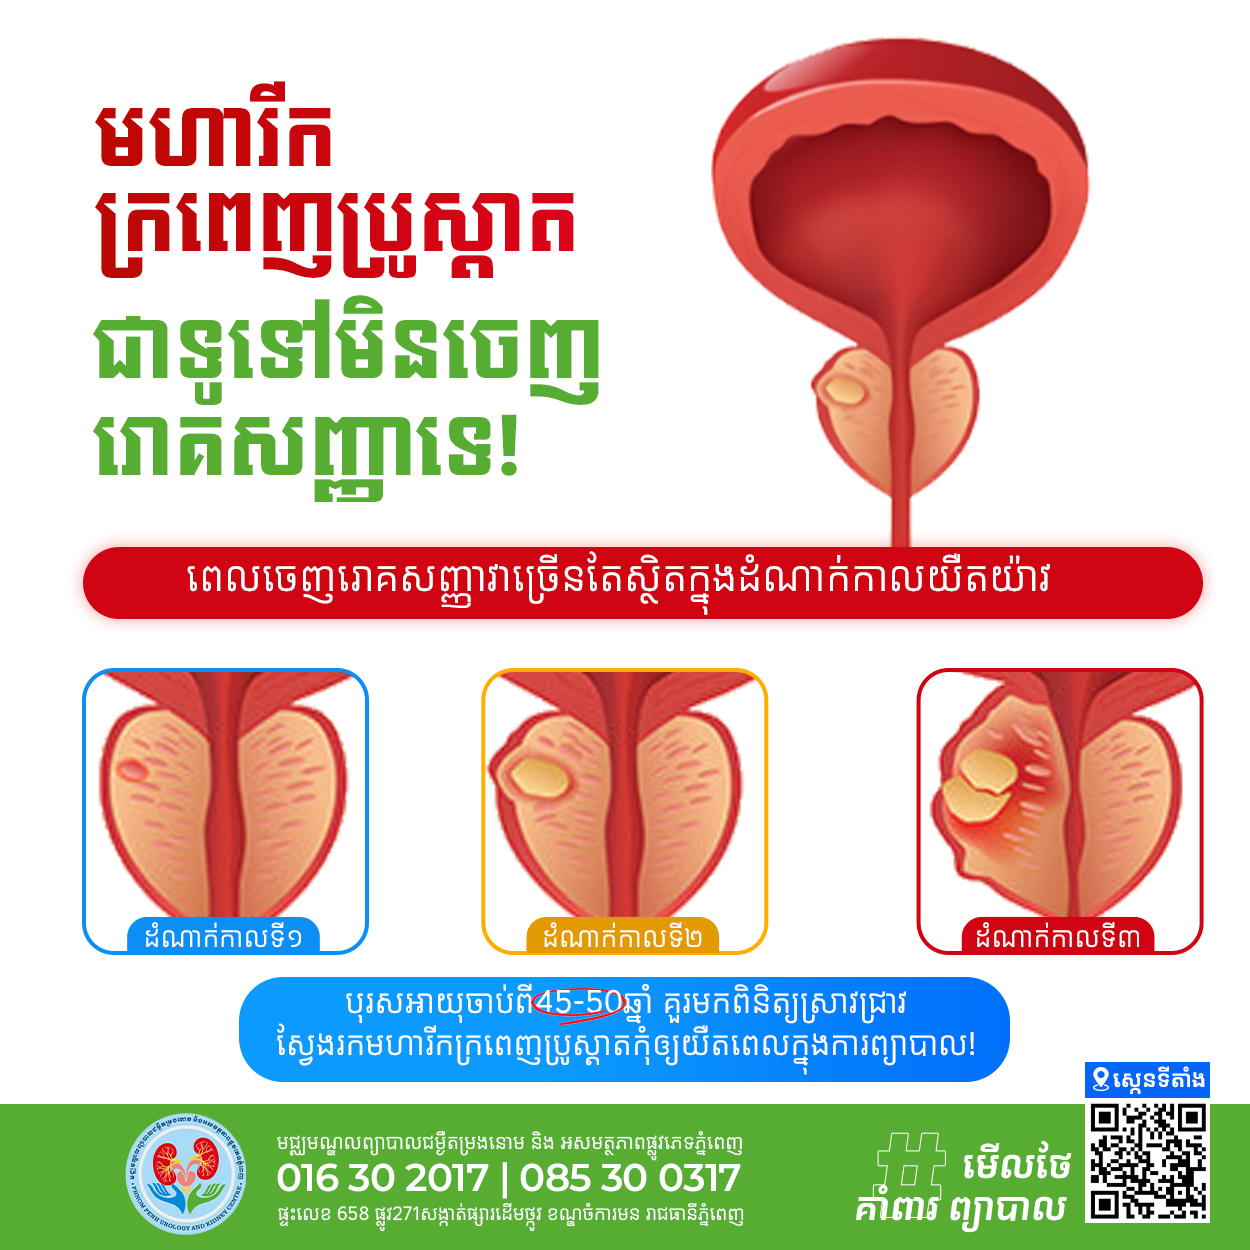 មហារីក
ក្រពេញប្រូស្តាត
ជាទូទៅមិនចេញ
រោគសញ្ញាទេ!
ពេលចេញរោគសញ្ញាវាច្រើនតែស្ថិតក្នុងដំណាក់កាលយឺតយ៉ាវ
ដំណាក់កាលទី១
ដំណាក់កាលទី២
ដំណាក់កាលទី៣
បុរសអាយុចាប់ពី45-50ឆ្នាំ គួរមកពិនិត្យស្រាវជ្រាវ
ស្វែងរកមហារីកក្រពេញប្រូស្តាតកុំឲ្យយឺតពេលក្នុងការព្យាបាល!
ស្កេនទីតាំង
មជ្ឈមណ្ឌលព្យាបាលជម្ងឺតម្រងនោម និង អសមត្ថភាពផ្លូវភេទភ្នំពេញ
016 30 2017 | 085 30 0317
ផ្ទះលេខ 658 ផ្លូវ271សង្កាត់ផ្សារដើមថ្កូវ ខណ្ឌចំការមន រាជធានីភ្នំពេញ
# មើលថែ
គាំពារ ព្យាបាល
PHNOM PENH UROLOGY AND KIDNEY CENTRE